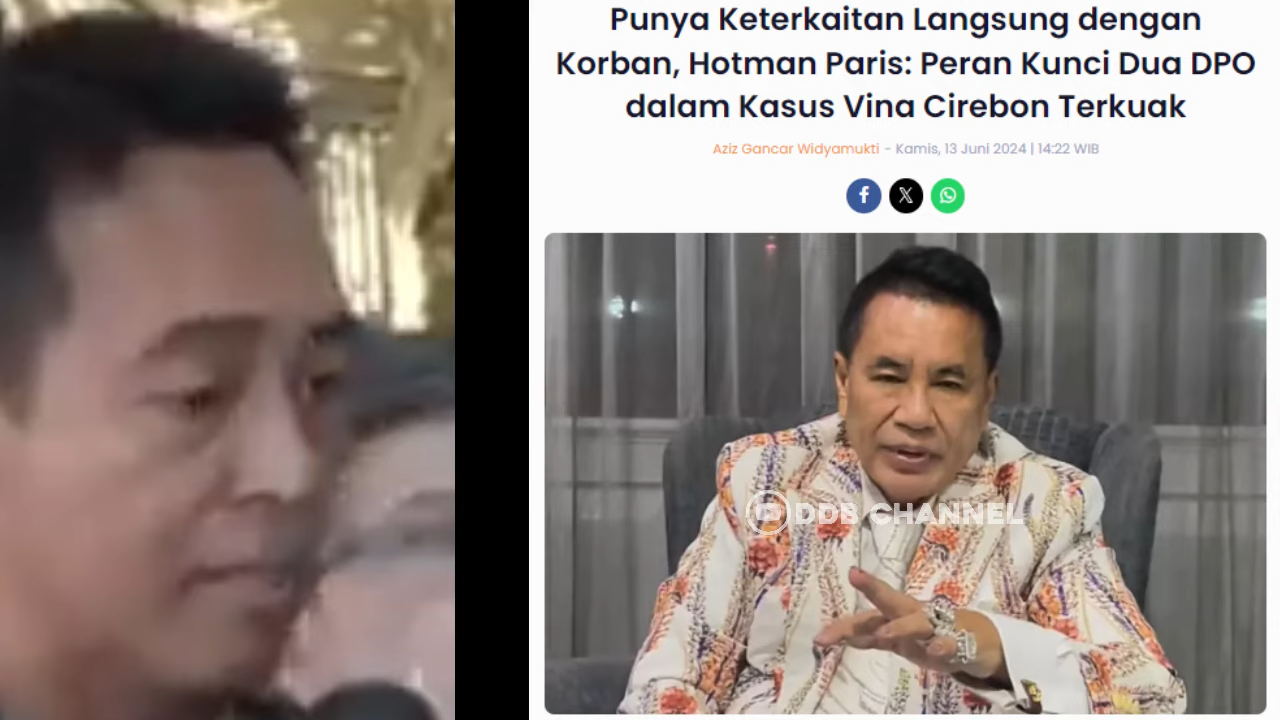 Punya Keterkaitan Langsung dengan
Korban, Hotman Paris: Peran Kunci Dua DPO
dalam Kasus Vina Cirebon Terkuak
Aziz Gancar Widyamukti - Kamis, 13 Juni 2024 | 14:22 WIB
DDB CHANNEL